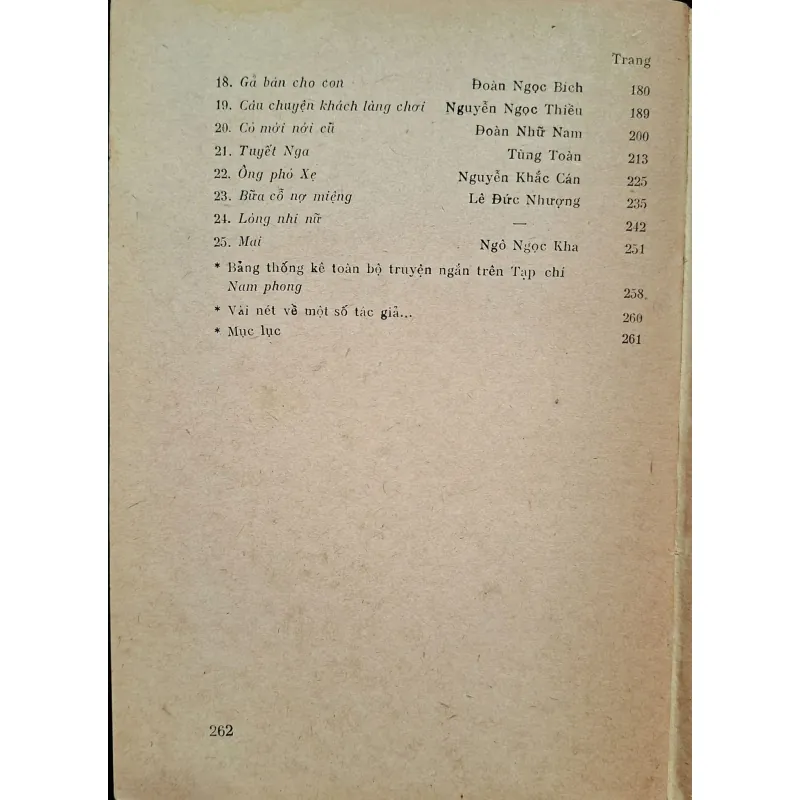 Trang
18. Gả bán cho con Đoàn Ngọc Bích 180
19. Câu chuyện khách làng chơi Nguyễn Ngọc Thiều 189
20. Có mới nới cũ Đoàn Như Nam 200
21. Tuyết Nga Tùng Toàn 213
22. Ông phó Xẹ Nguyễn Khắc Cán 225
23. Bữa cỗ nợ miệng Lê Đức Nhượng 235
24. Lòng nhi nữ — 242
25. Mai Ngô Ngọc Kha 251
* Bảng thống kê toàn bộ truyện ngắn trên Tạp chí
Nam phong 258.
* Vài nét về một số tác giả... 260
* Mục lục 261
262